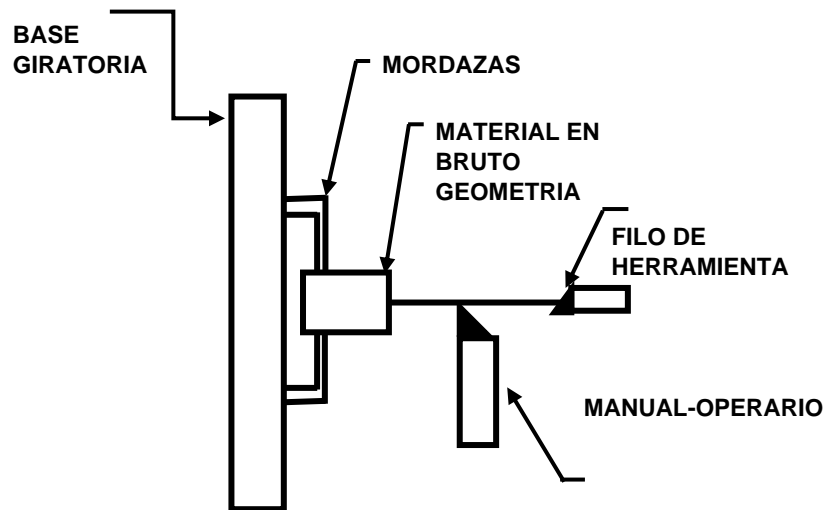 BASE
GIRATORIA
MORDAZAS
MATERIAL EN
BRUTO
GEOMETRIA
FILO DE
HERRAMIENTA
MANUAL-OPERARIO